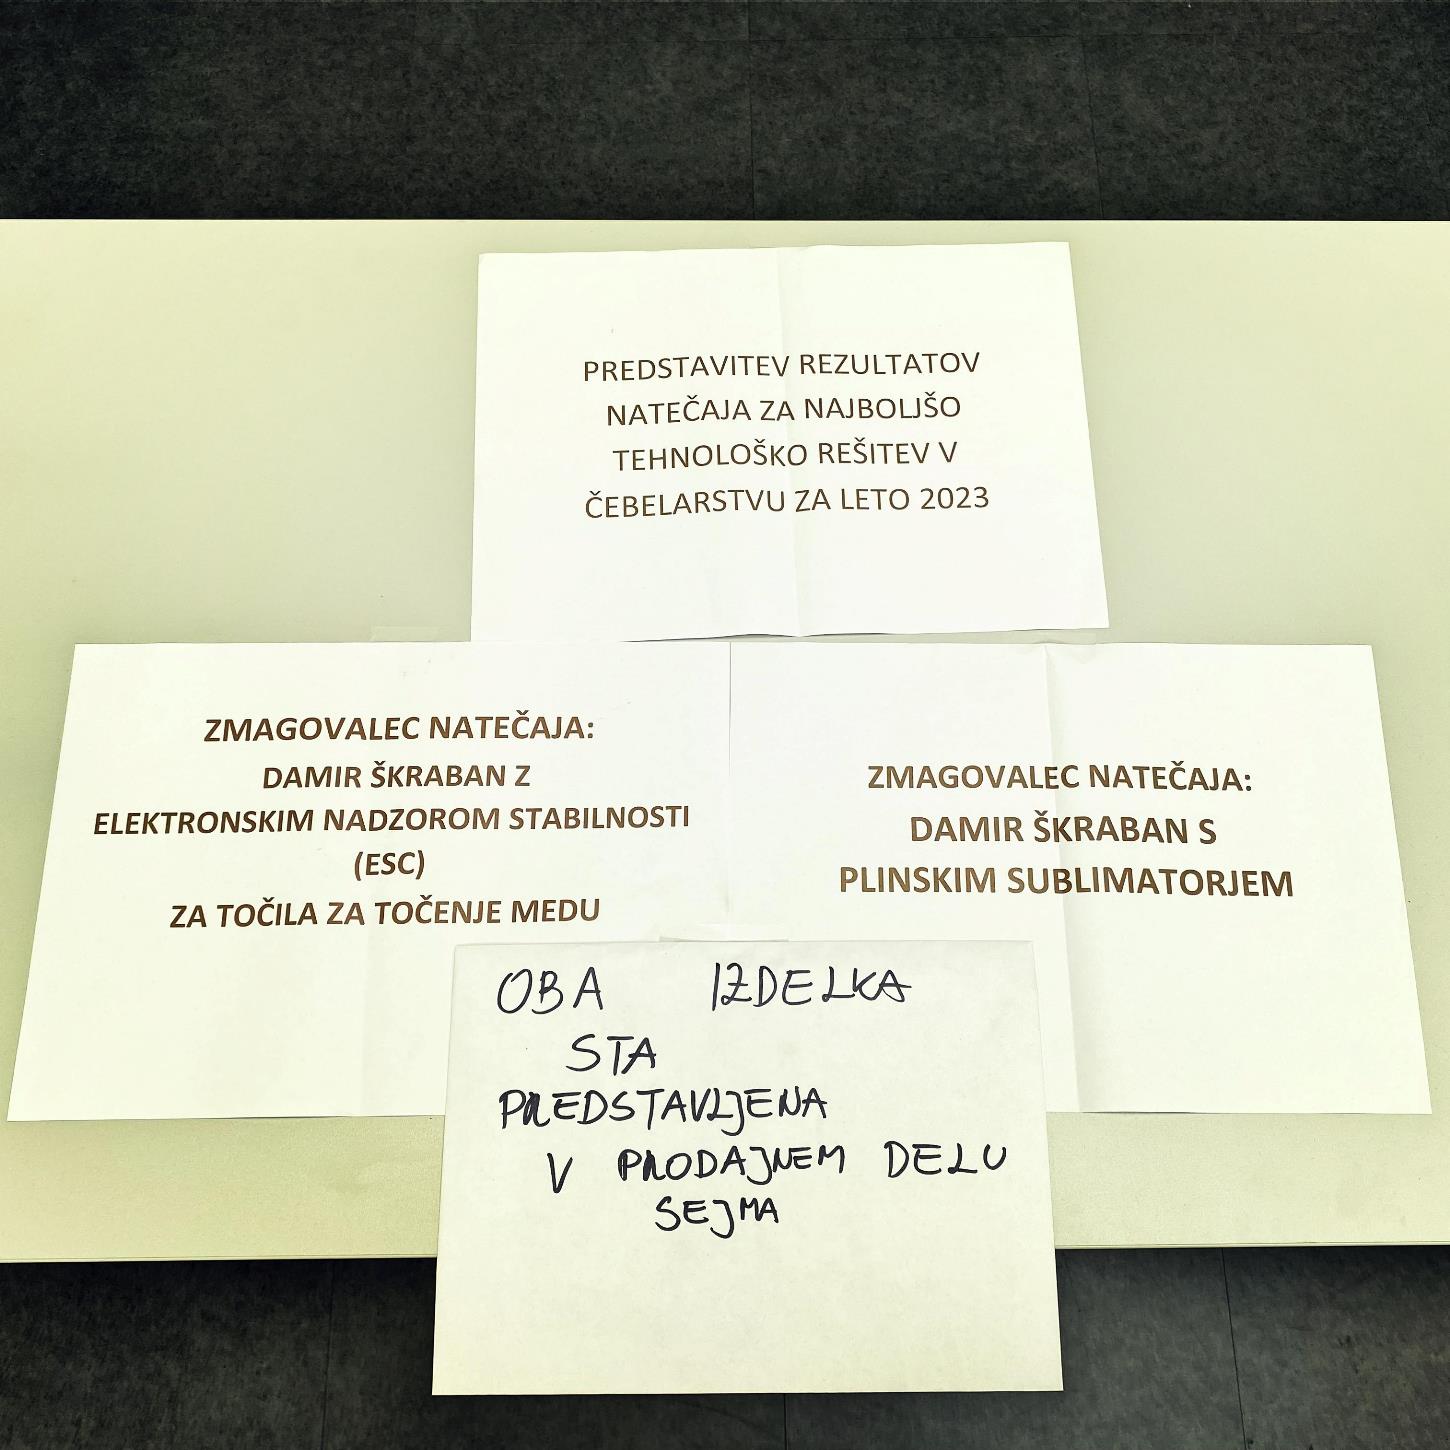 PREDSTAVITEV REZULTATOV
NATEČAJA ZA NAJBOLJŠO
TEHNOLOŠKO REŠITEV V
ČEBELARSTVU ZA LETO 2023
ZMAGOVALEC NATEČAJA:
DAMIR ŠKRABAN Z
ELEKTRONSKIM NADZOROM STABILNOSTI
(ESC)
ZA TOČILA ZA TOČENJE MEDU
ZMAGOVALEC NATEČAJA:
DAMIR ŠKRABAN S
PLINSKIM SUBLIMATORJEM
OBA IZDELKA
STA
PREDSTAVLJENA
V PRODAJNEM DELU
SEJMA